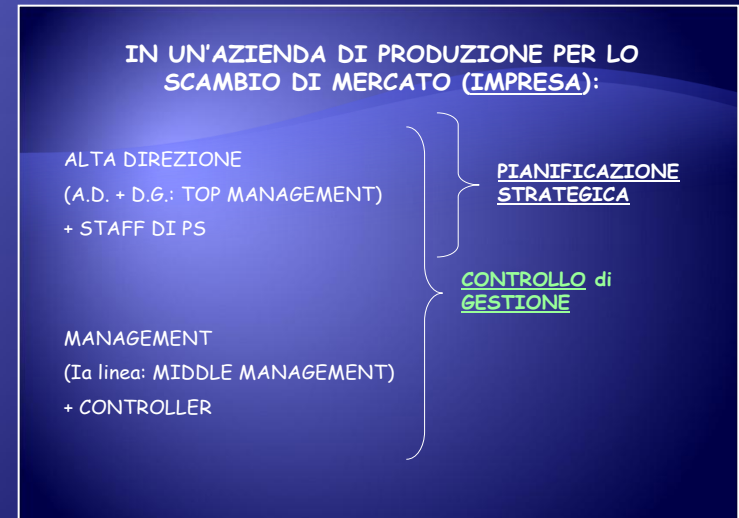 IN UN’AZIENDA DI PRODUZIONE PER LO
SCAMBIO DI MERCATO (IMPRESA):
ALTA DIREZIONE
(A.D. + D.G.: TOP MANAGEMENT)
+ STAFF DI PS
PIANIFICAZIONE
STRATEGICA
CONTROLLO di
GESTIONE
MANAGEMENT
(Ia linea: MIDDLE MANAGEMENT)
+ CONTROLLER